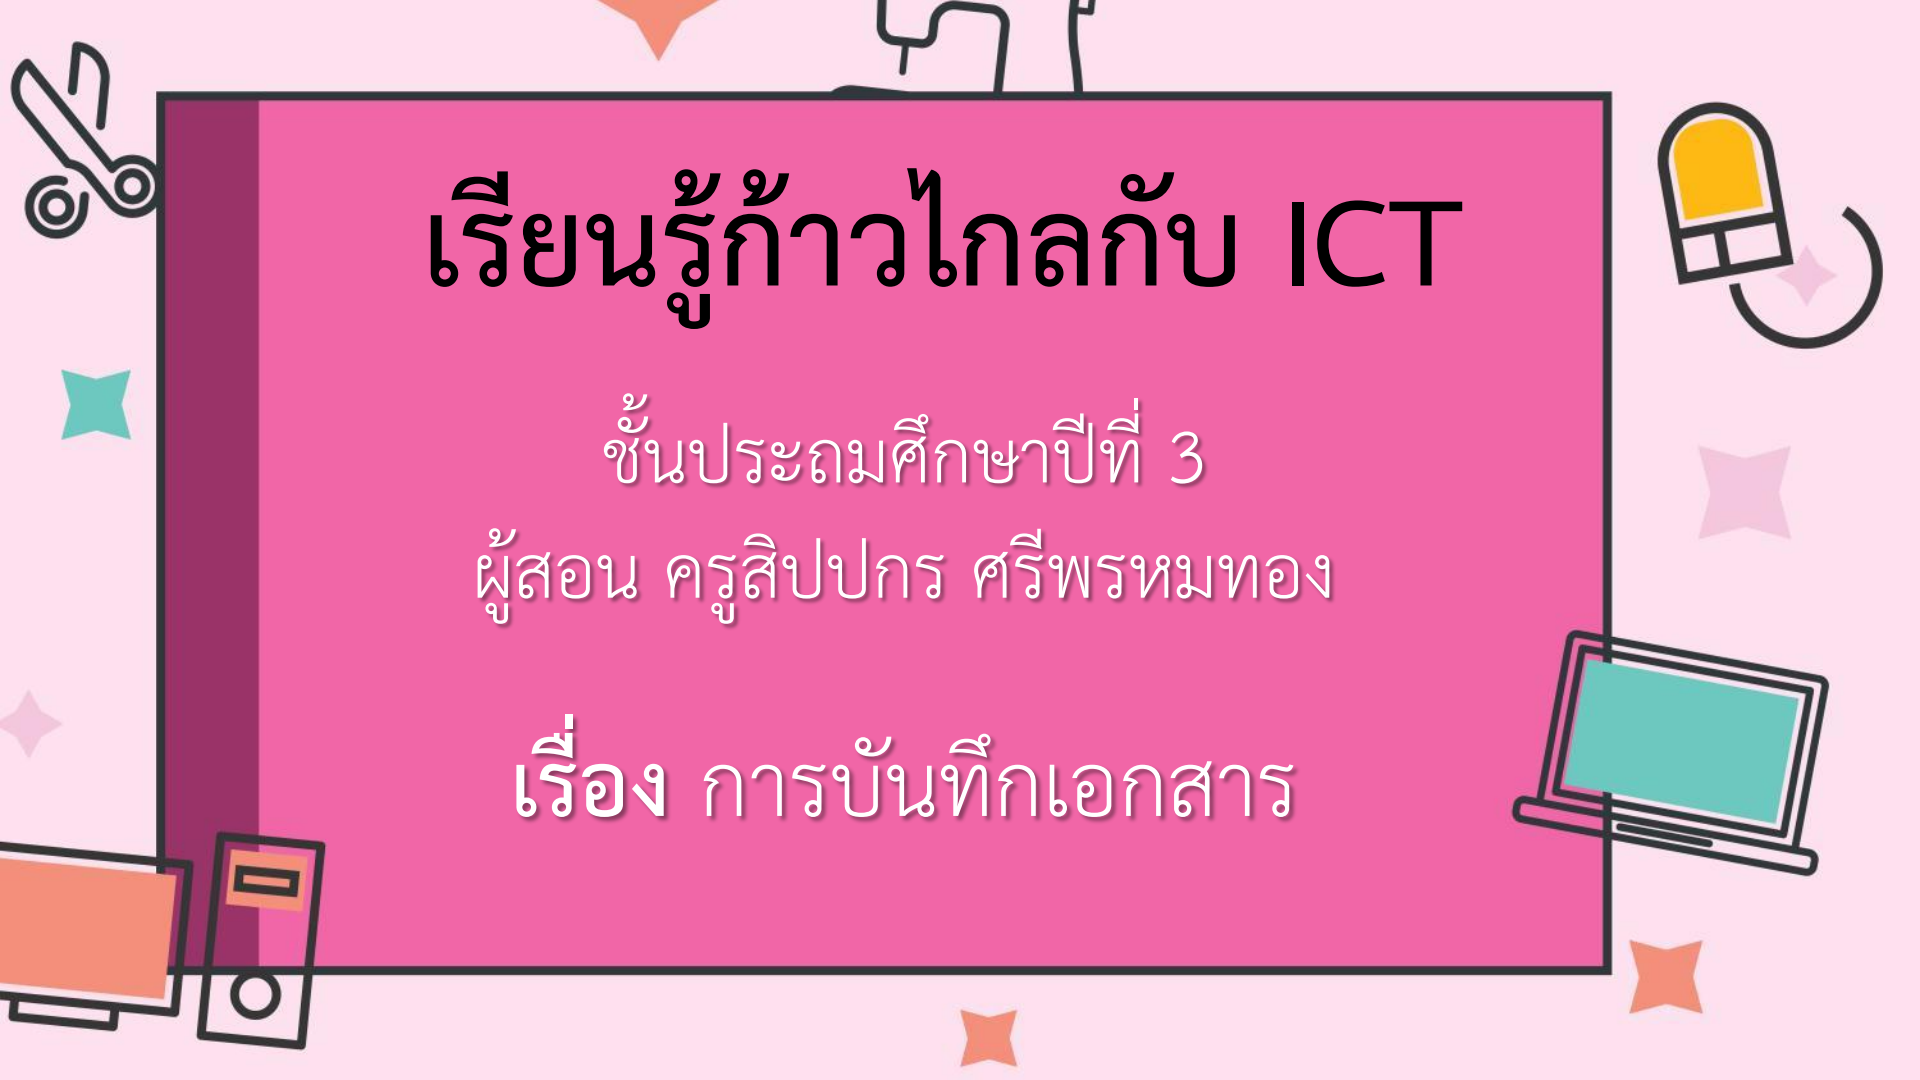 เรียนรู้ก้าวไกลกับ ICT
ชั้นประถมศึกษาปีที่ 3
ผู้สอน ครูสิปปกร ศรีพรหมทอง
เรื่อง การบันทึกเอกสาร